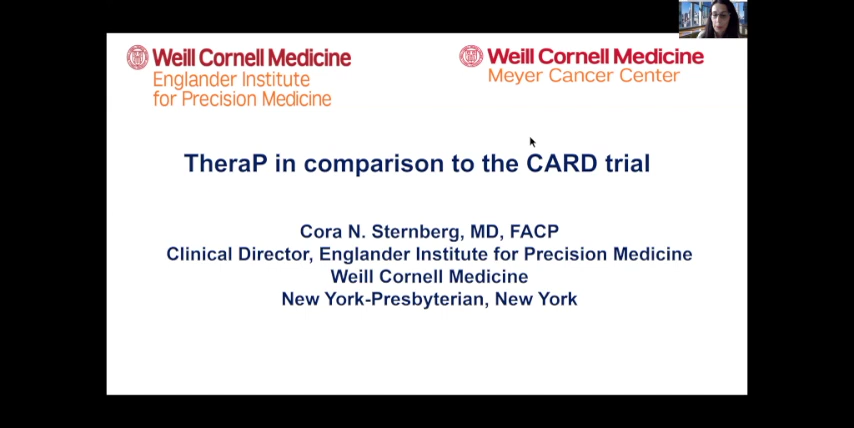 Weill Cornell Medicine
Englander Institute
for Precision Medicine
Weill Cornell Medicine
Meyer Cancer Center
TheraP in comparison to the CARD trial
Cora N. Sternberg, MD, FACP
Clinical Director, Englander Institute for Precision Medicine
Weill Cornell Medicine
New York-Presbyterian, New York